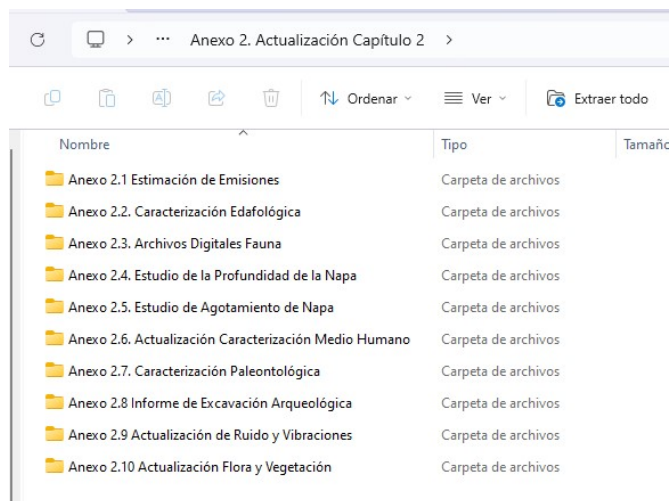 Anexo 2. Actualización Capítulo 2
Ordenar Ver Extraer todo
Nombre Tipo Tamaño
Anexo 2.1 Estimación de Emisiones Carpeta de archivos
Anexo 2.2. Caracterización Edafológica Carpeta de archivos
Anexo 2.3. Archivos Digitales Fauna Carpeta de archivos
Anexo 2.4. Estudio de la Profundidad de la Napa Carpeta de archivos
Anexo 2.5. Estudio de Agotamiento de Napa Carpeta de archivos
Anexo 2.6. Actualización Caracterización Medio Humano Carpeta de archivos
Anexo 2.7. Caracterización Paleontológica Carpeta de archivos
Anexo 2.8 Informe de Excavación Arqueológica Carpeta de archivos
Anexo 2.9 Actualización de Ruido y Vibraciones Carpeta de archivos
Anexo 2.10 Actualización Flora y Vegetación Carpeta de archivos